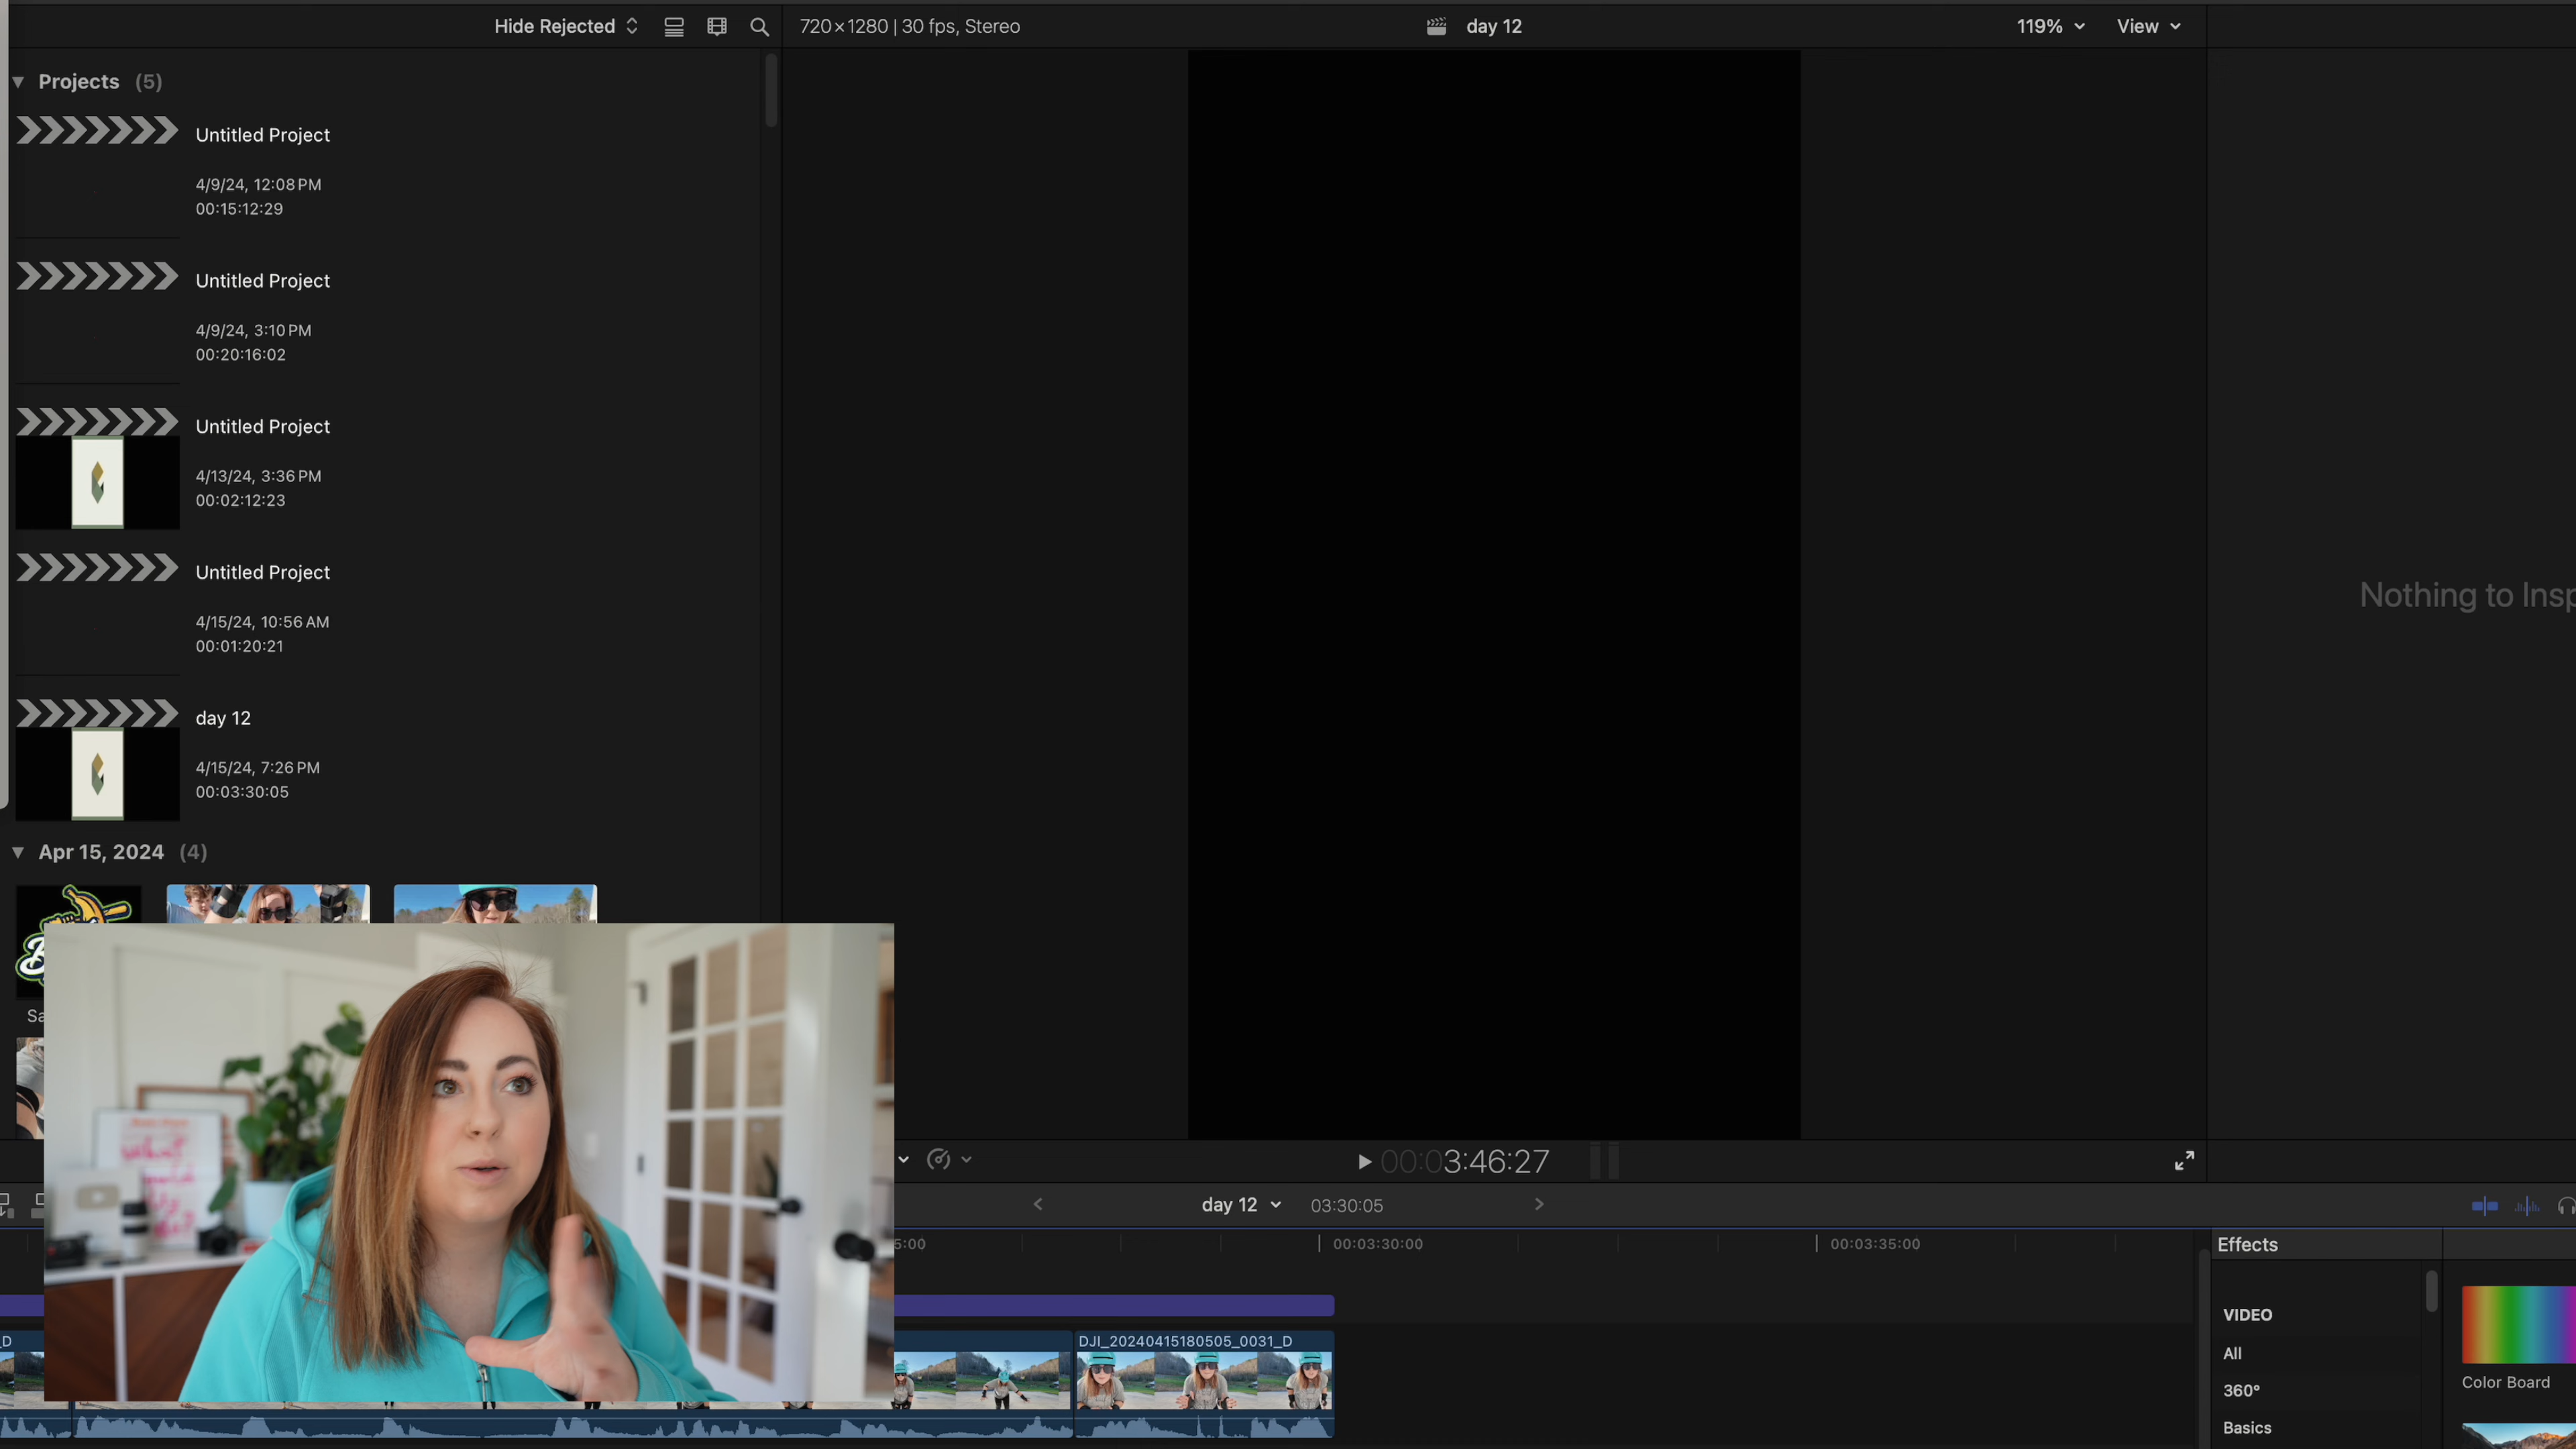 Hide Rejected
720×1280 | 30 fps, Stereo
day 12
119%
View
Projects (5)
Untitled Project
4/9/24, 12:08 PM
00:15:12:29
Untitled Project
4/9/24, 3:10 PM
00:20:16:02
Untitled Project
4/13/24, 3:36 PM
00:02:12:23
Untitled Project
4/15/24, 10:56 AM
00:01:20:21
day 12
4/15/24, 7:26 PM
00:03:30:05
Nothing to Insp
Apr 15, 2024 (4)
Sa
00:03:46:27
day 12
03:30:05
5:00
00:03:30:00
00:03:35:00
Effects
VIDEO
All
360°
Basics
Color Board
_D
DJI_20240415180505_0031_D